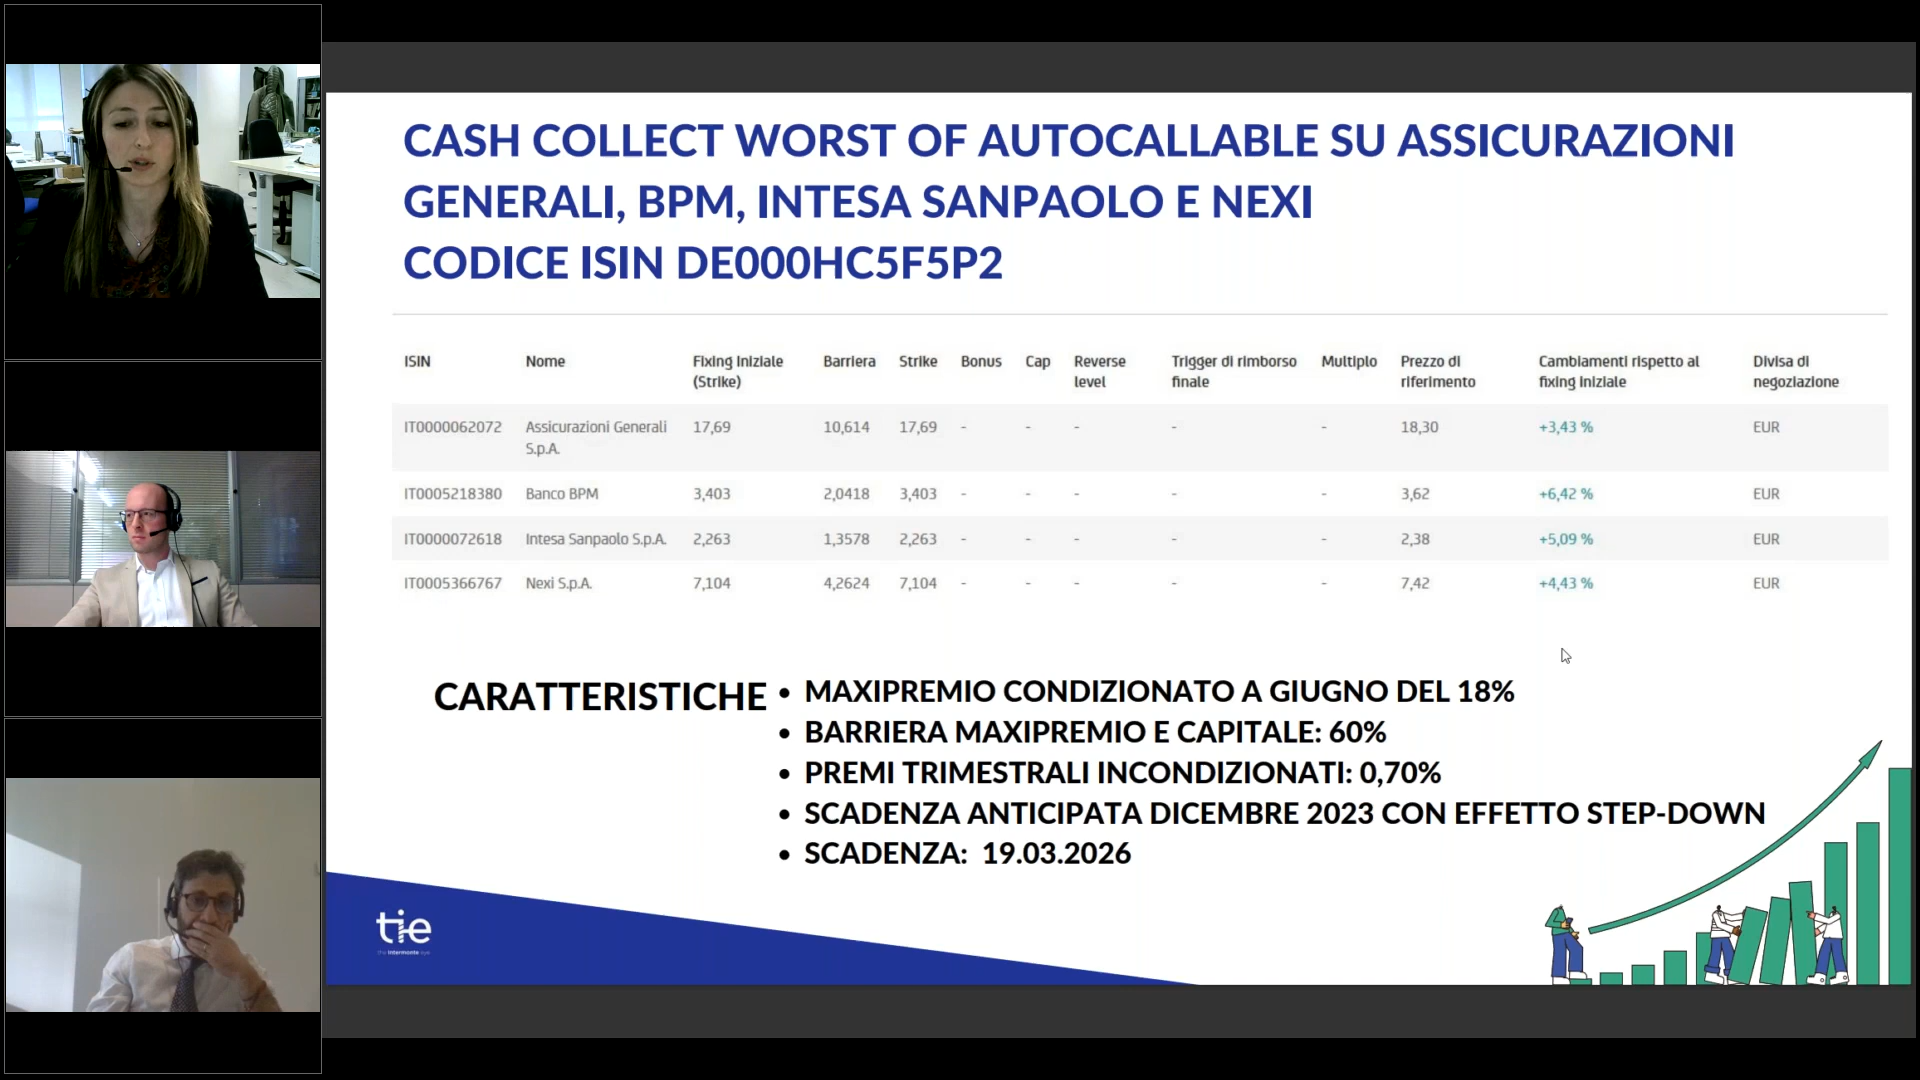 CASH COLLECT WORST OF AUTOCALLABLE SU ASSICURAZIONI
GENERALI, BPM, INTESA SANPAOLO E NEXI
CODICE ISIN DE000HC5F5P2
ISIN Nome Fixing Iniziale (Strike) Barriera Strike Bonus Cap Reverse level Trigger di rimborso finale Multiplo Prezzo di riferimento Cambiamenti rispetto al fixing iniziale Divisa di negoziazione
IT0000062072 Assicurazioni Generali S.p.A. 17,69 10,614 17,69 - - - - - 18,30 +3,43 % EUR
IT0005218380 Banco BPM 3,403 2,0418 3,403 - - - - - 3,62 +6,42 % EUR
IT0000072618 Intesa Sanpaolo S.p.A. 2,263 1,3578 2,263 - - - - - 2,38 +5,09 % EUR
IT0005366767 Nexi S.p.A. 7,104 4,2624 7,104 - - - - - 7,42 +4,43 % EUR
CARATTERISTICHE
• MAXIPREMIO CONDIZIONATO A GIUGNO DEL 18%
• BARRIERA MAXIPREMIO E CAPITALE: 60%
• PREMI TRIMESTRALI INCONDIZIONATI: 0,70%
• SCADENZA ANTICIPATA DICEMBRE 2023 CON EFFETTO STEP-DOWN
• SCADENZA: 19.03.2026
tie
the intermonte eye